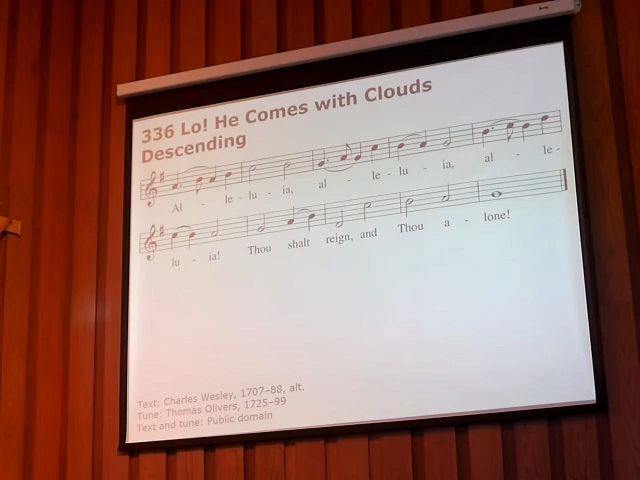 336 Lo! He Comes with Clouds
Descending
Al - le - lu - ia, al - le - lu - ia, al - le -
lu - ia! Thou shalt reign, and Thou a - lone!
Text: Charles Wesley, 1707–88, alt.
Tune: Thomas Olivers, 1725–99
Text and tune: Public domain